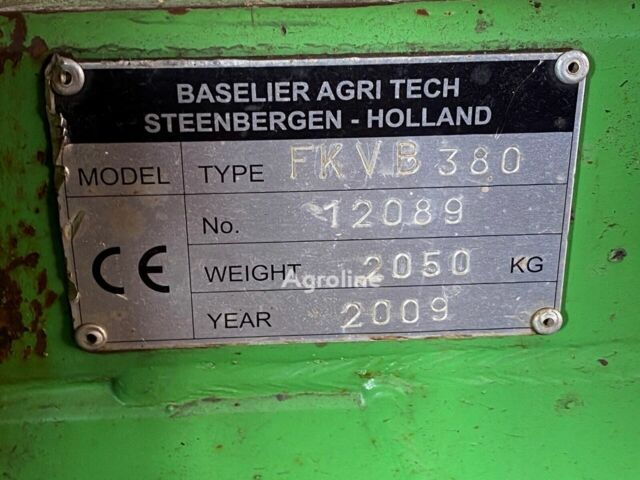 BASELIER AGRI TECH
STEENBERGEN - HOLLAND
MODEL TYPE FKVB 380
No. 12089
CE WEIGHT 2050 KG
Agroline
YEAR 2009